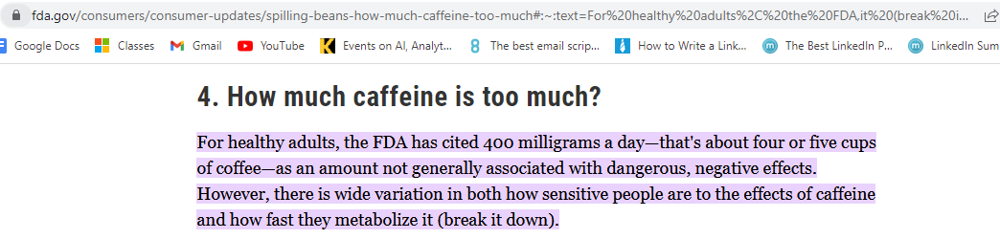 fda.gov/consumers/consumer-updates/spilling-beans-how-much-caffeine-too-much#:~:text=For%20healthy%20adults%2C%20the%20FDA,it%20(break%20i...
Google Docs Classes Gmail YouTube K Events on AI, Analyt... 8 The best email scrip... How to Write a Link... m The Best LinkedIn P... m LinkedIn Sum
4. How much caffeine is too much?
For healthy adults, the FDA has cited 400 milligrams a day—that's about four or five cups
of coffee—as an amount not generally associated with dangerous, negative effects.
However, there is wide variation in both how sensitive people are to the effects of caffeine
and how fast they metabolize it (break it down).